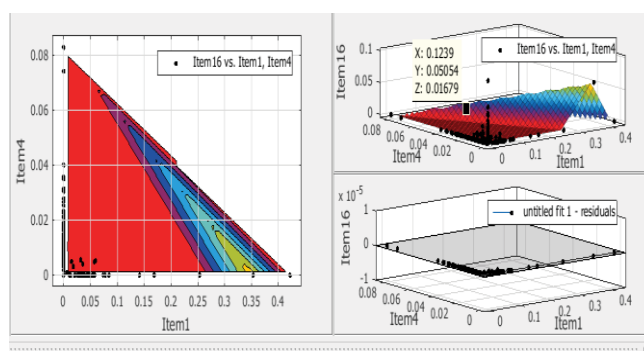 0.08
0.06
0.04
0.02
0
Item4
0 0.05 0.1 0.15 0.2 0.25 0.3 0.35 0.4
Item1
Item16 vs. Item1, Item4
0.1
0.05
0
Item16
X: 0.1239
Y: 0.05054
Z: 0.01679
Item16 vs. Item1, Item4
0.08
0.06
0.04
0.02
0
Item4
0
0.1
0.2
0.3
0.4
Item1
x 10-5
1
0
-1
Item16
untitled fit 1 - residuals
0.08
0.06
0.04
0.02
0
Item4
0
0.1
0.2
0.3
0.4
Item1